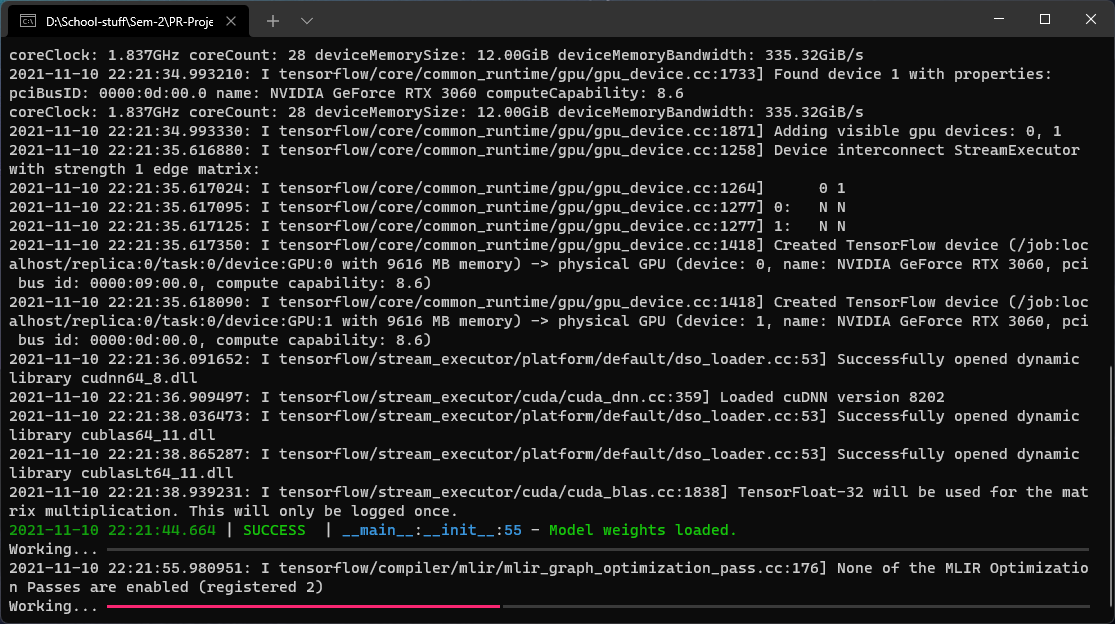 D:\School-stuff\Sem-2\PR-Proje
coreClock: 1.837GHz coreCount: 28 deviceMemorySize: 12.00GiB deviceMemoryBandwidth: 335.32GiB/s
2021-11-10 22:21:34.993210: I tensorflow/core/common_runtime/gpu/gpu_device.cc:1733] Found device 1 with properties:
pciBusID: 0000:0d:00.0 name: NVIDIA GeForce RTX 3060 computeCapability: 8.6
coreClock: 1.837GHz coreCount: 28 deviceMemorySize: 12.00GiB deviceMemoryBandwidth: 335.32GiB/s
2021-11-10 22:21:34.993330: I tensorflow/core/common_runtime/gpu/gpu_device.cc:1871] Adding visible gpu devices: 0, 1
2021-11-10 22:21:35.616880: I tensorflow/core/common_runtime/gpu/gpu_device.cc:1258] Device interconnect StreamExecutor
with strength 1 edge matrix:
2021-11-10 22:21:35.617024: I tensorflow/core/common_runtime/gpu/gpu_device.cc:1264]      0 1
2021-11-10 22:21:35.617095: I tensorflow/core/common_runtime/gpu/gpu_device.cc:1277] 0:   N N
2021-11-10 22:21:35.617125: I tensorflow/core/common_runtime/gpu/gpu_device.cc:1277] 1:   N N
2021-11-10 22:21:35.617350: I tensorflow/core/common_runtime/gpu/gpu_device.cc:1418] Created TensorFlow device (/job:loc
alhost/replica:0/task:0/device:GPU:0 with 9616 MB memory) -> physical GPU (device: 0, name: NVIDIA GeForce RTX 3060, pci
 bus id: 0000:09:00.0, compute capability: 8.6)
2021-11-10 22:21:35.618090: I tensorflow/core/common_runtime/gpu/gpu_device.cc:1418] Created TensorFlow device (/job:loc
alhost/replica:0/task:0/device:GPU:1 with 9616 MB memory) -> physical GPU (device: 1, name: NVIDIA GeForce RTX 3060, pci
 bus id: 0000:0d:00.0, compute capability: 8.6)
2021-11-10 22:21:36.091652: I tensorflow/stream_executor/platform/default/dso_loader.cc:53] Successfully opened dynamic
library cudnn64_8.dll
2021-11-10 22:21:36.909497: I tensorflow/stream_executor/cuda/cuda_dnn.cc:359] Loaded cuDNN version 8202
2021-11-10 22:21:38.036473: I tensorflow/stream_executor/platform/default/dso_loader.cc:53] Successfully opened dynamic
library cublas64_11.dll
2021-11-10 22:21:38.865287: I tensorflow/stream_executor/platform/default/dso_loader.cc:53] Successfully opened dynamic
library cublasLt64_11.dll
2021-11-10 22:21:38.939231: I tensorflow/stream_executor/cuda/cuda_blas.cc:1838] TensorFloat-32 will be used for the mat
rix multiplication. This will only be logged once.
2021-11-10 22:21:44.664 | SUCCESS  | __main__:__init__:55 - Model weights loaded.
Working...
2021-11-10 22:21:55.980951: I tensorflow/compiler/mlir/mlir_graph_optimization_pass.cc:176] None of the MLIR Optimizatio
n Passes are enabled (registered 2)
Working...